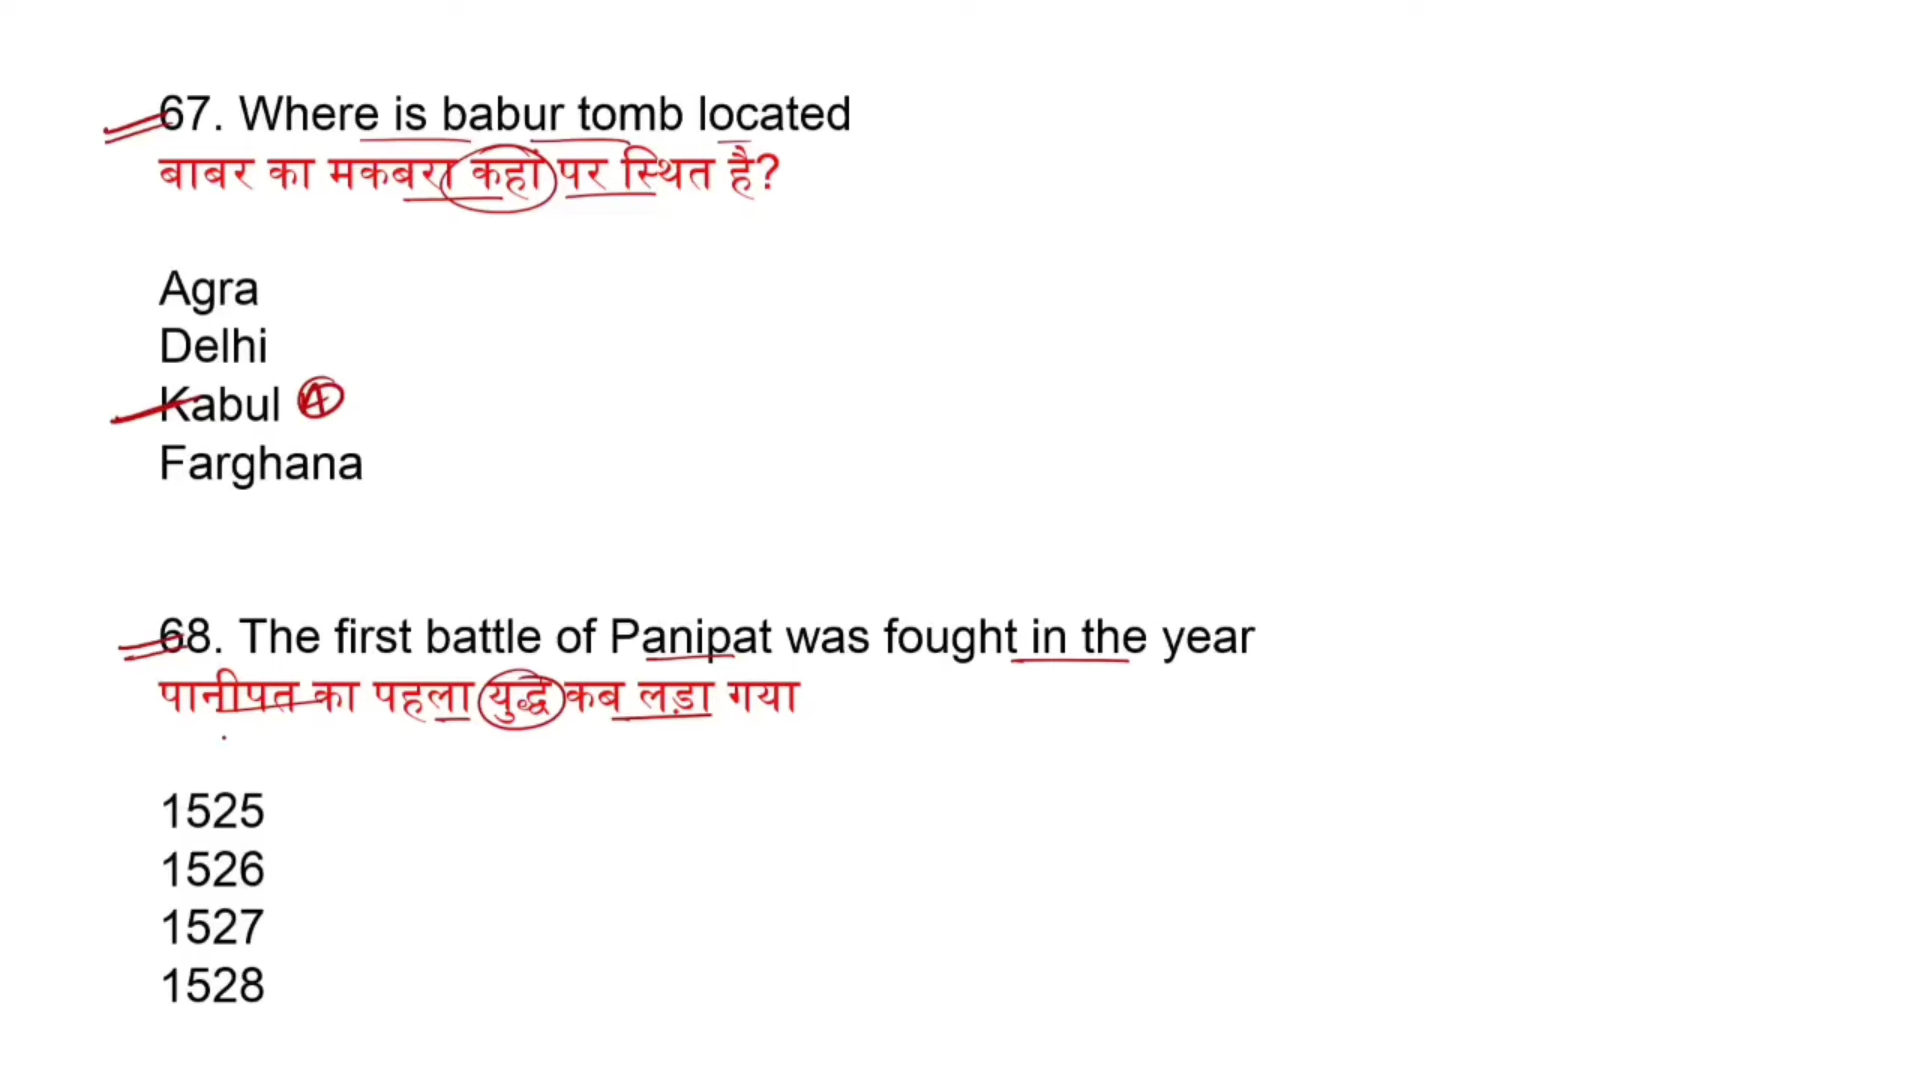 67. Where is babur tomb located
बाबर का मकबरा कहां पर स्थित है?
Agra
Delhi
Kabul A
Farghana
68. The first battle of Panipat was fought in the year
पानीपत का पहला युद्ध कब लड़ा गया
1525
1526
1527
1528